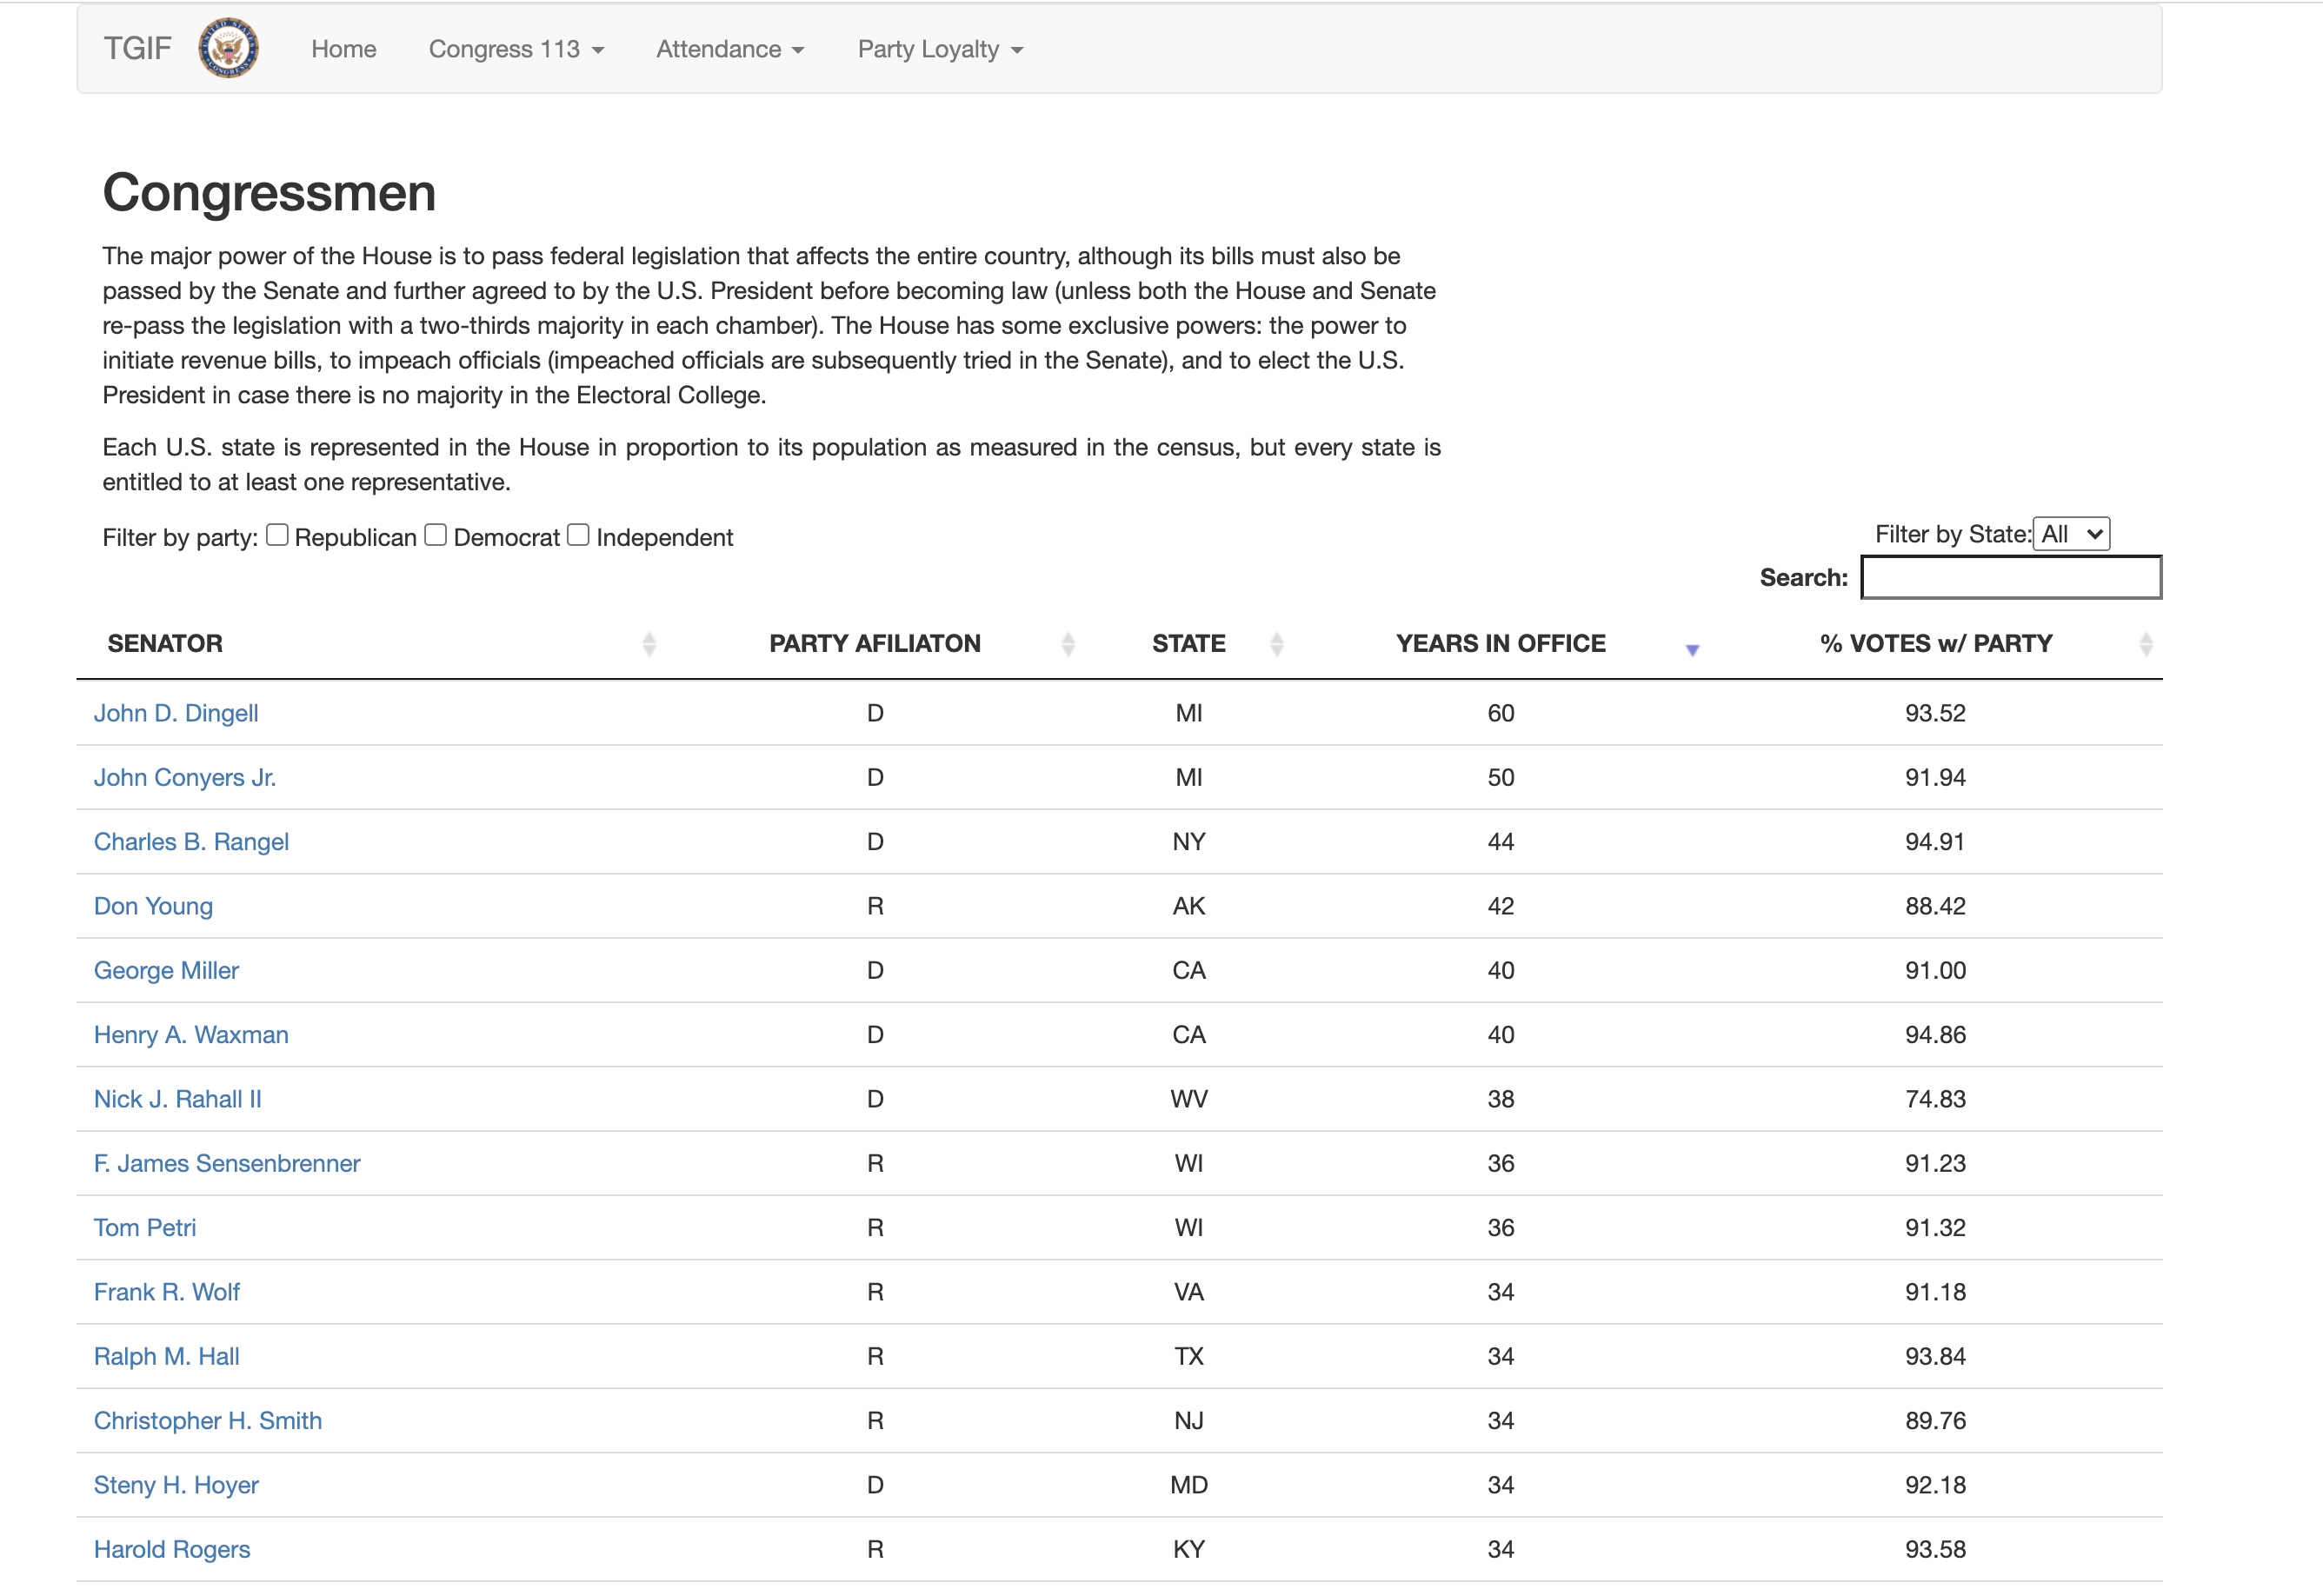 TGIF Home Congress 113 Attendance Party Loyalty
Congressmen
The major power of the House is to pass federal legislation that affects the entire country, although its bills must also be
passed by the Senate and further agreed to by the U.S. President before becoming law (unless both the House and Senate
re-pass the legislation with a two-thirds majority in each chamber). The House has some exclusive powers: the power to
initiate revenue bills, to impeach officials (impeached officials are subsequently tried in the Senate), and to elect the U.S.
President in case there is no majority in the Electoral College.
Each U.S. state is represented in the House in proportion to its population as measured in the census, but every state is
entitled to at least one representative.
Filter by party: Republican Democrat Independent Filter by State: All
Search:
SENATOR PARTY AFILIATON STATE YEARS IN OFFICE % VOTES w/ PARTY
John D. Dingell D MI 60 93.52
John Conyers Jr. D MI 50 91.94
Charles B. Rangel D NY 44 94.91
Don Young R AK 42 88.42
George Miller D CA 40 91.00
Henry A. Waxman D CA 40 94.86
Nick J. Rahall II D WV 38 74.83
F. James Sensenbrenner R WI 36 91.23
Tom Petri R WI 36 91.32
Frank R. Wolf R VA 34 91.18
Ralph M. Hall R TX 34 93.84
Christopher H. Smith R NJ 34 89.76
Steny H. Hoyer D MD 34 92.18
Harold Rogers R KY 34 93.58